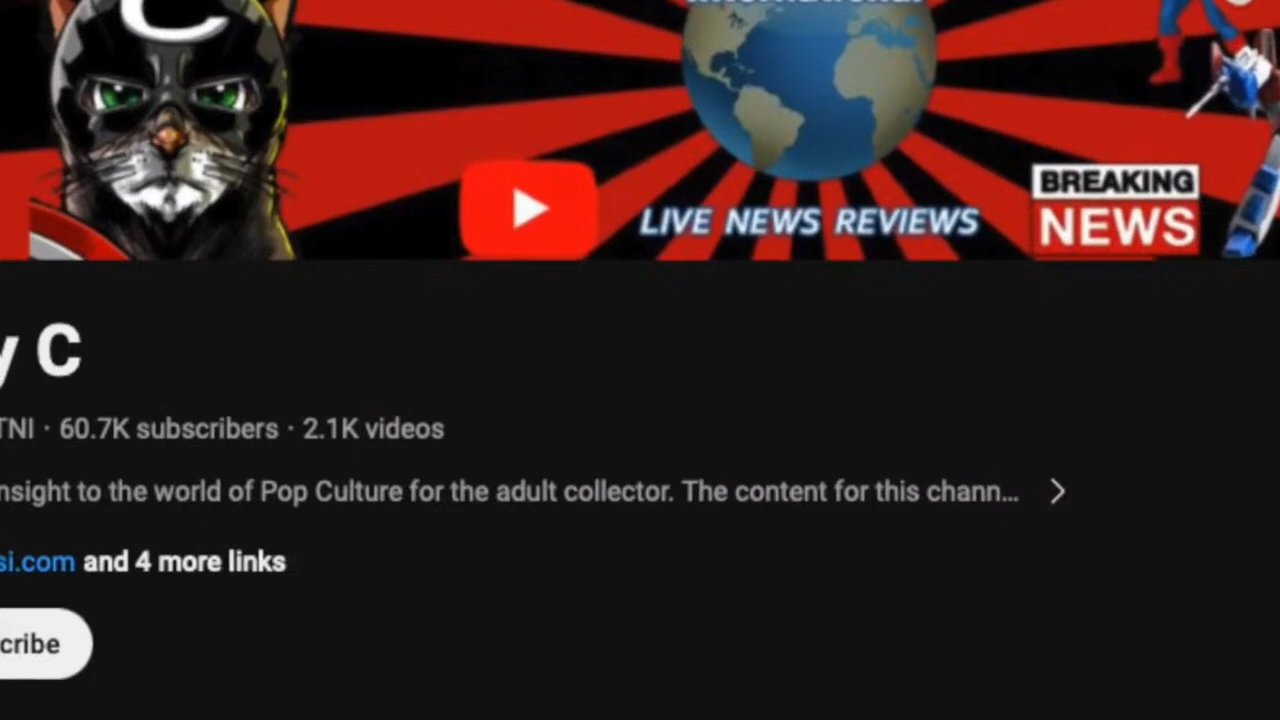 C
LIVE NEWS REVIEWS
BREAKING
NEWS
y C
TNI · 60.7K subscribers · 2.1K videos
nsight to the world of Pop Culture for the adult collector. The content for this chann...
si.com and 4 more links
cribe